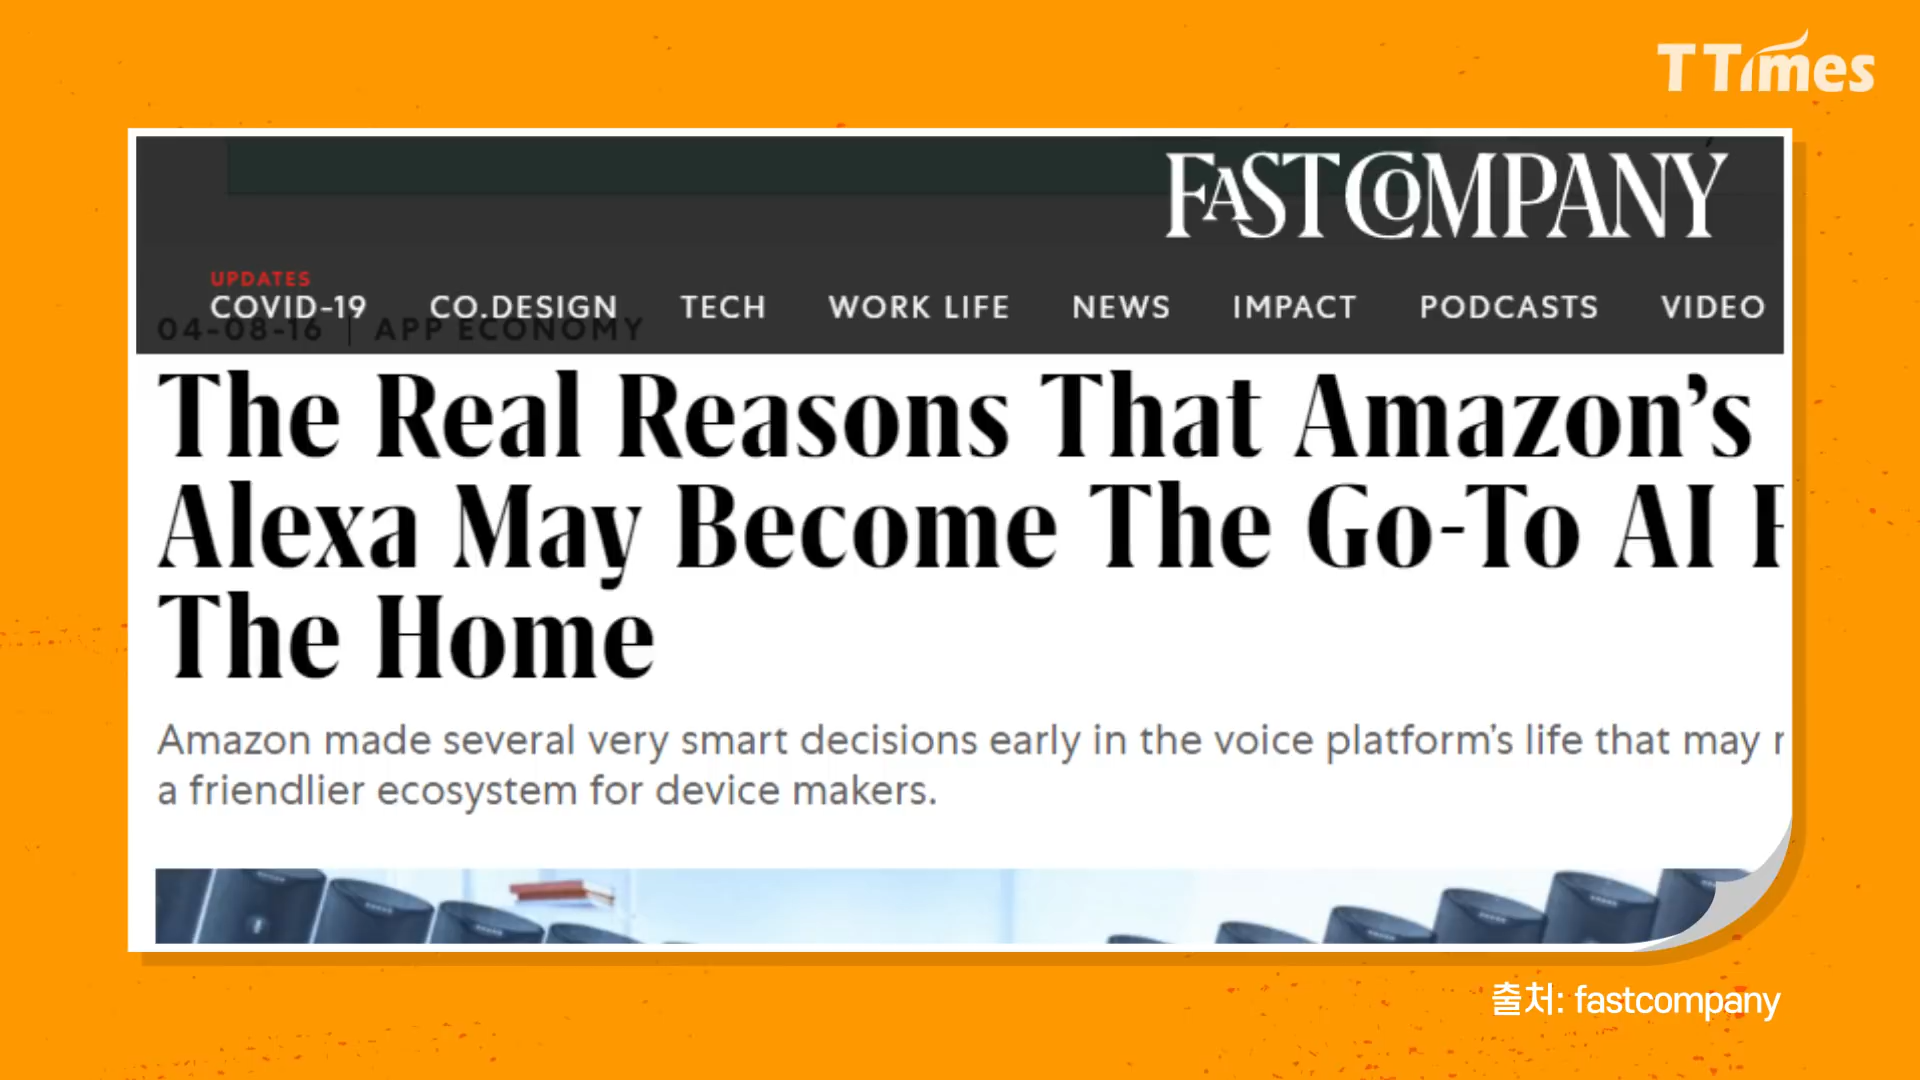 TTimes
FAST COMPANY
UPDATES
COVID-19 CO.DESIGN TECH WORK LIFE NEWS IMPACT PODCASTS VIDEO
04-08-16 | APP ECONOMY
The Real Reasons That Amazon’s
Alexa May Become The Go-To AI
The Home
Amazon made several very smart decisions early in the voice platform’s life that may
a friendlier ecosystem for device makers.
출처: fastcompany